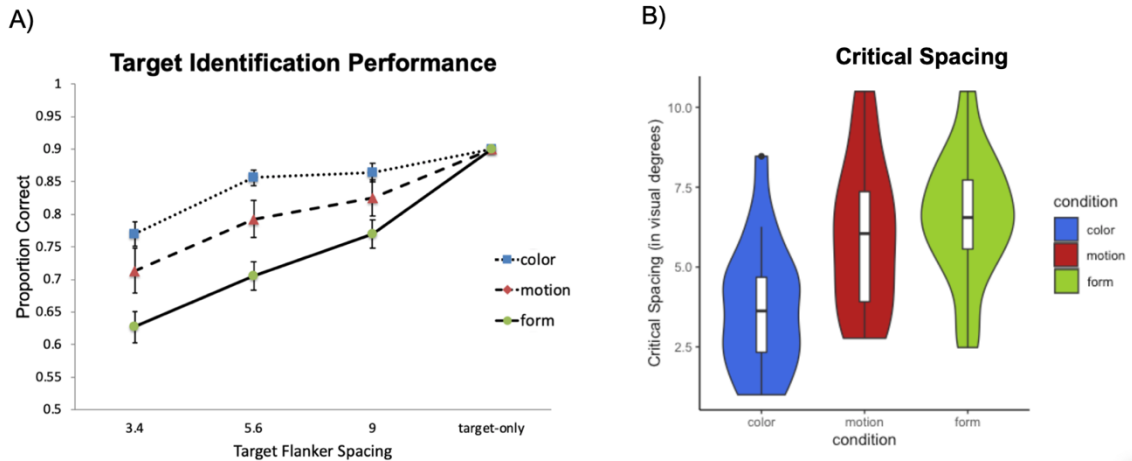 A)
Target Identification Performance
Proportion Correct
1
0.95
0.9
0.85
0.8
0.75
0.7
0.65
0.6
0.55
0.5
3.4 5.6 9 target-only
Target Flanker Spacing
color
motion
form
B)
Critical Spacing
Critical Spacing (in visual degrees)
10.0
7.5
5.0
2.5
color motion form
condition
condition
color
motion
form